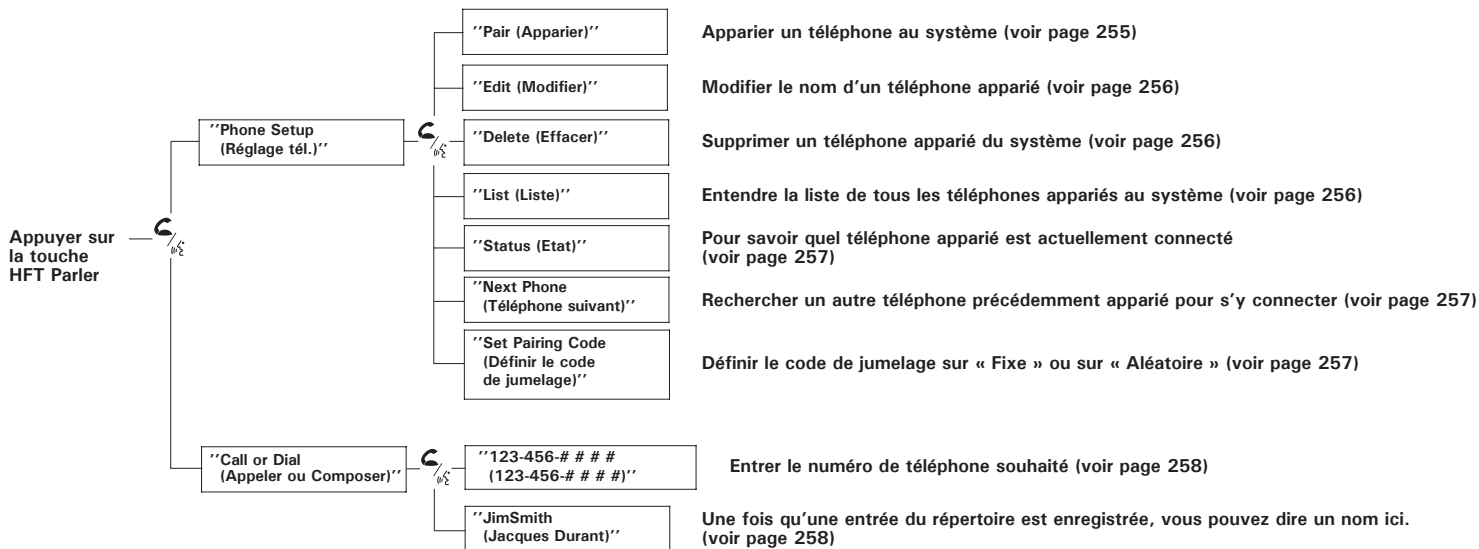 ''Pair (Apparier)''
Apparier un téléphone au système (voir page 255)
''Edit (Modifier)''
Modifier le nom d'un téléphone apparié (voir page 256)
''Phone Setup
(Réglage tél.)''
''Delete (Effacer)''
Supprimer un téléphone apparié du système (voir page 256)
''List (Liste)''
Entendre la liste de tous les téléphones appariés au système (voir page 256)
Appuyer sur
la touche
HFT Parler
''Status (Etat)''
Pour savoir quel téléphone apparié est actuellement connecté
(voir page 257)
''Next Phone
(Téléphone suivant)''
Rechercher un autre téléphone précédemment apparié pour s'y connecter (voir page 257)
''Set Pairing Code
(Définir le code
de jumelage)''
Définir le code de jumelage sur « Fixe » ou sur « Aléatoire » (voir page 257)
''Call or Dial
(Appeler ou Composer)''
''123-456-# # # #
(123-456-# # # #)''
Entrer le numéro de téléphone souhaité (voir page 258)
''JimSmith
(Jacques Durant)''
Une fois qu'une entrée du répertoire est enregistrée, vous pouvez dire un nom ici.
(voir page 258)